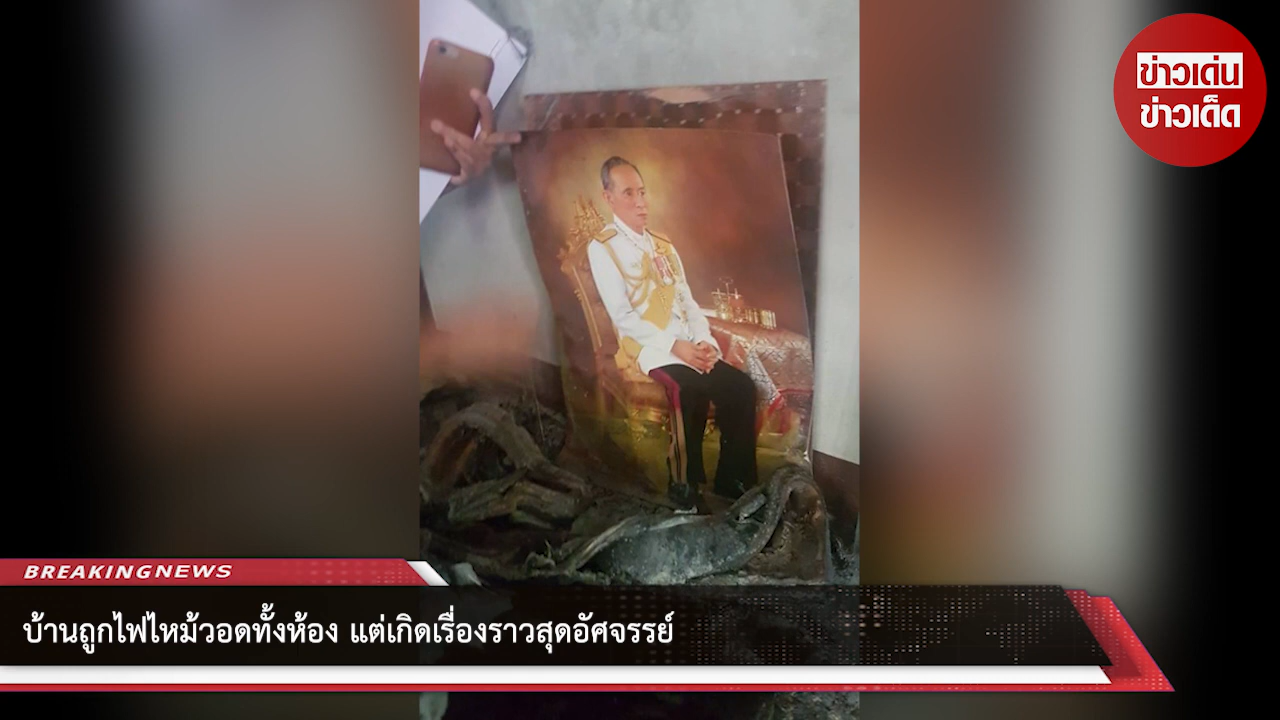 ข่าวเด่น
ข่าวเด็ด
BREAKING NEWS
บ้านถูกไฟไหม้วอดทั้งห้อง แต่เกิดเรื่องราวสุดอัศจรรย์